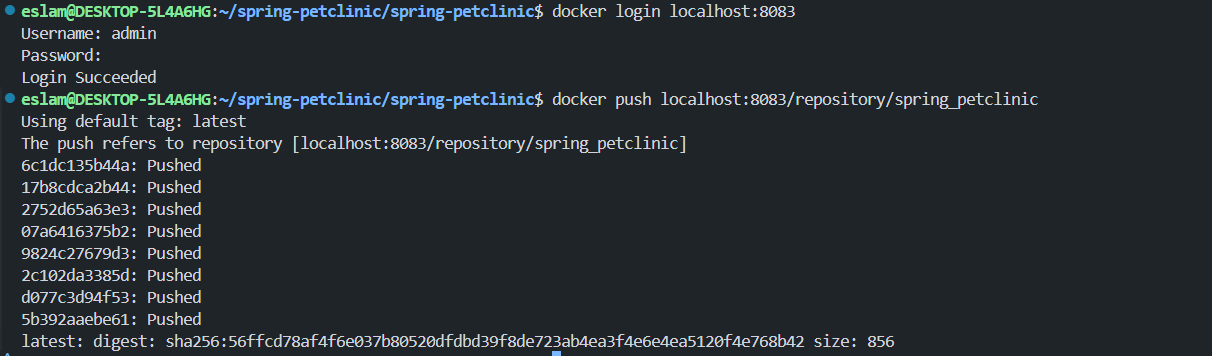 eslam@DESKTOP-5L4A6HG:~/spring-petclinic/spring-petclinic$ docker login localhost:8083
Username: admin
Password:
Login Succeeded
eslam@DESKTOP-5L4A6HG:~/spring-petclinic/spring-petclinic$ docker push localhost:8083/repository/spring_petclinic
Using default tag: latest
The push refers to repository [localhost:8083/repository/spring_petclinic]
6c1dc135b44a: Pushed
17b8cdca2b44: Pushed
2752d65a63e3: Pushed
07a6416375b2: Pushed
9824c27679d3: Pushed
2c102da3385d: Pushed
d077c3d94f53: Pushed
5b392aaebe61: Pushed
latest: digest: sha256:56ffcd78af4f6e037b80520dfdbd39f8de723ab4ea3f4e6e4ea5120f4e768b42 size: 856